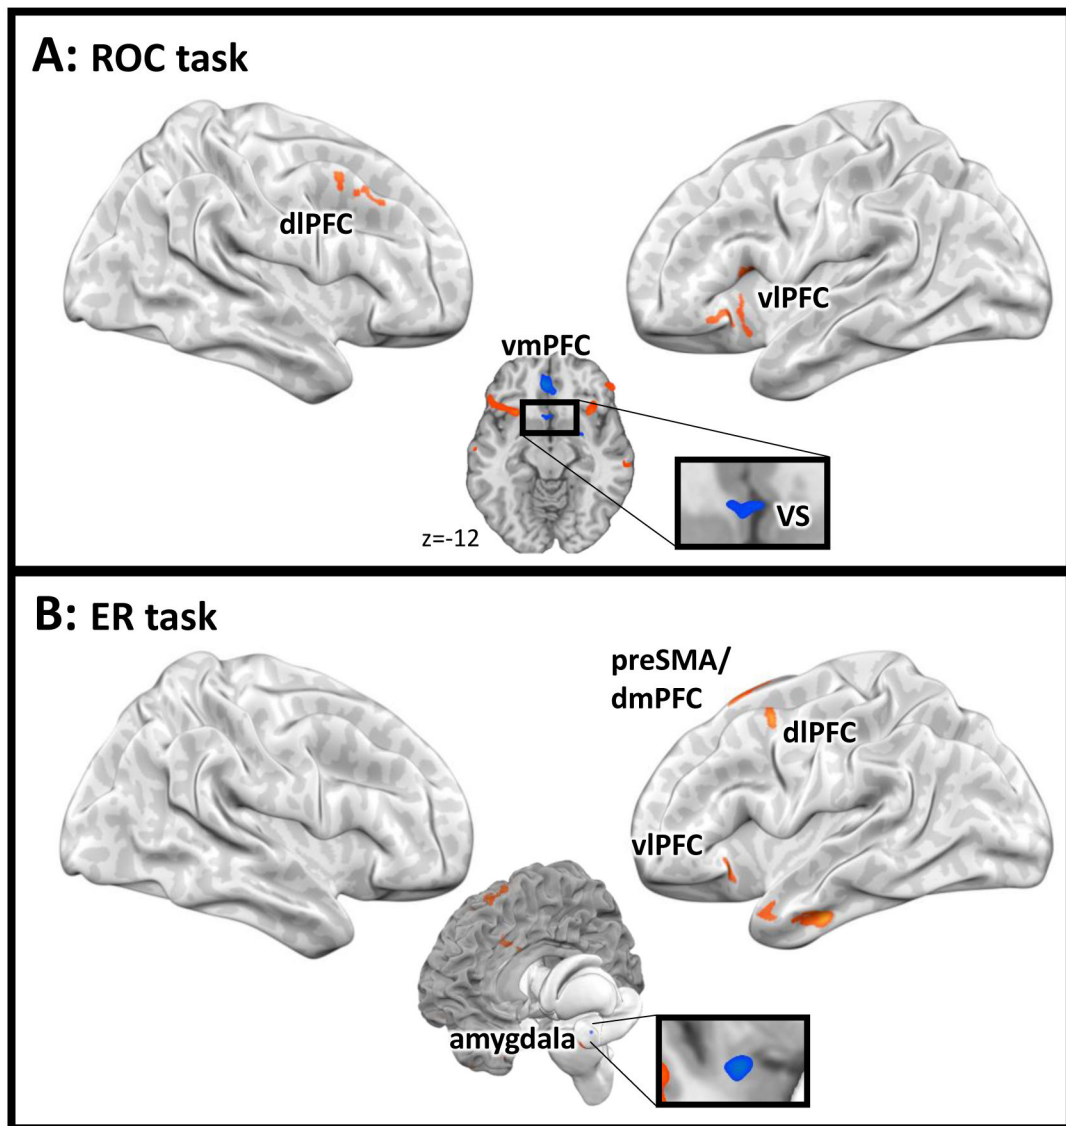 A: ROC task
dlPFC
vlPFC
vmPFC
VS
z=-12
B: ER task
preSMA/
dmPFC
dlPFC
vlPFC
amygdala